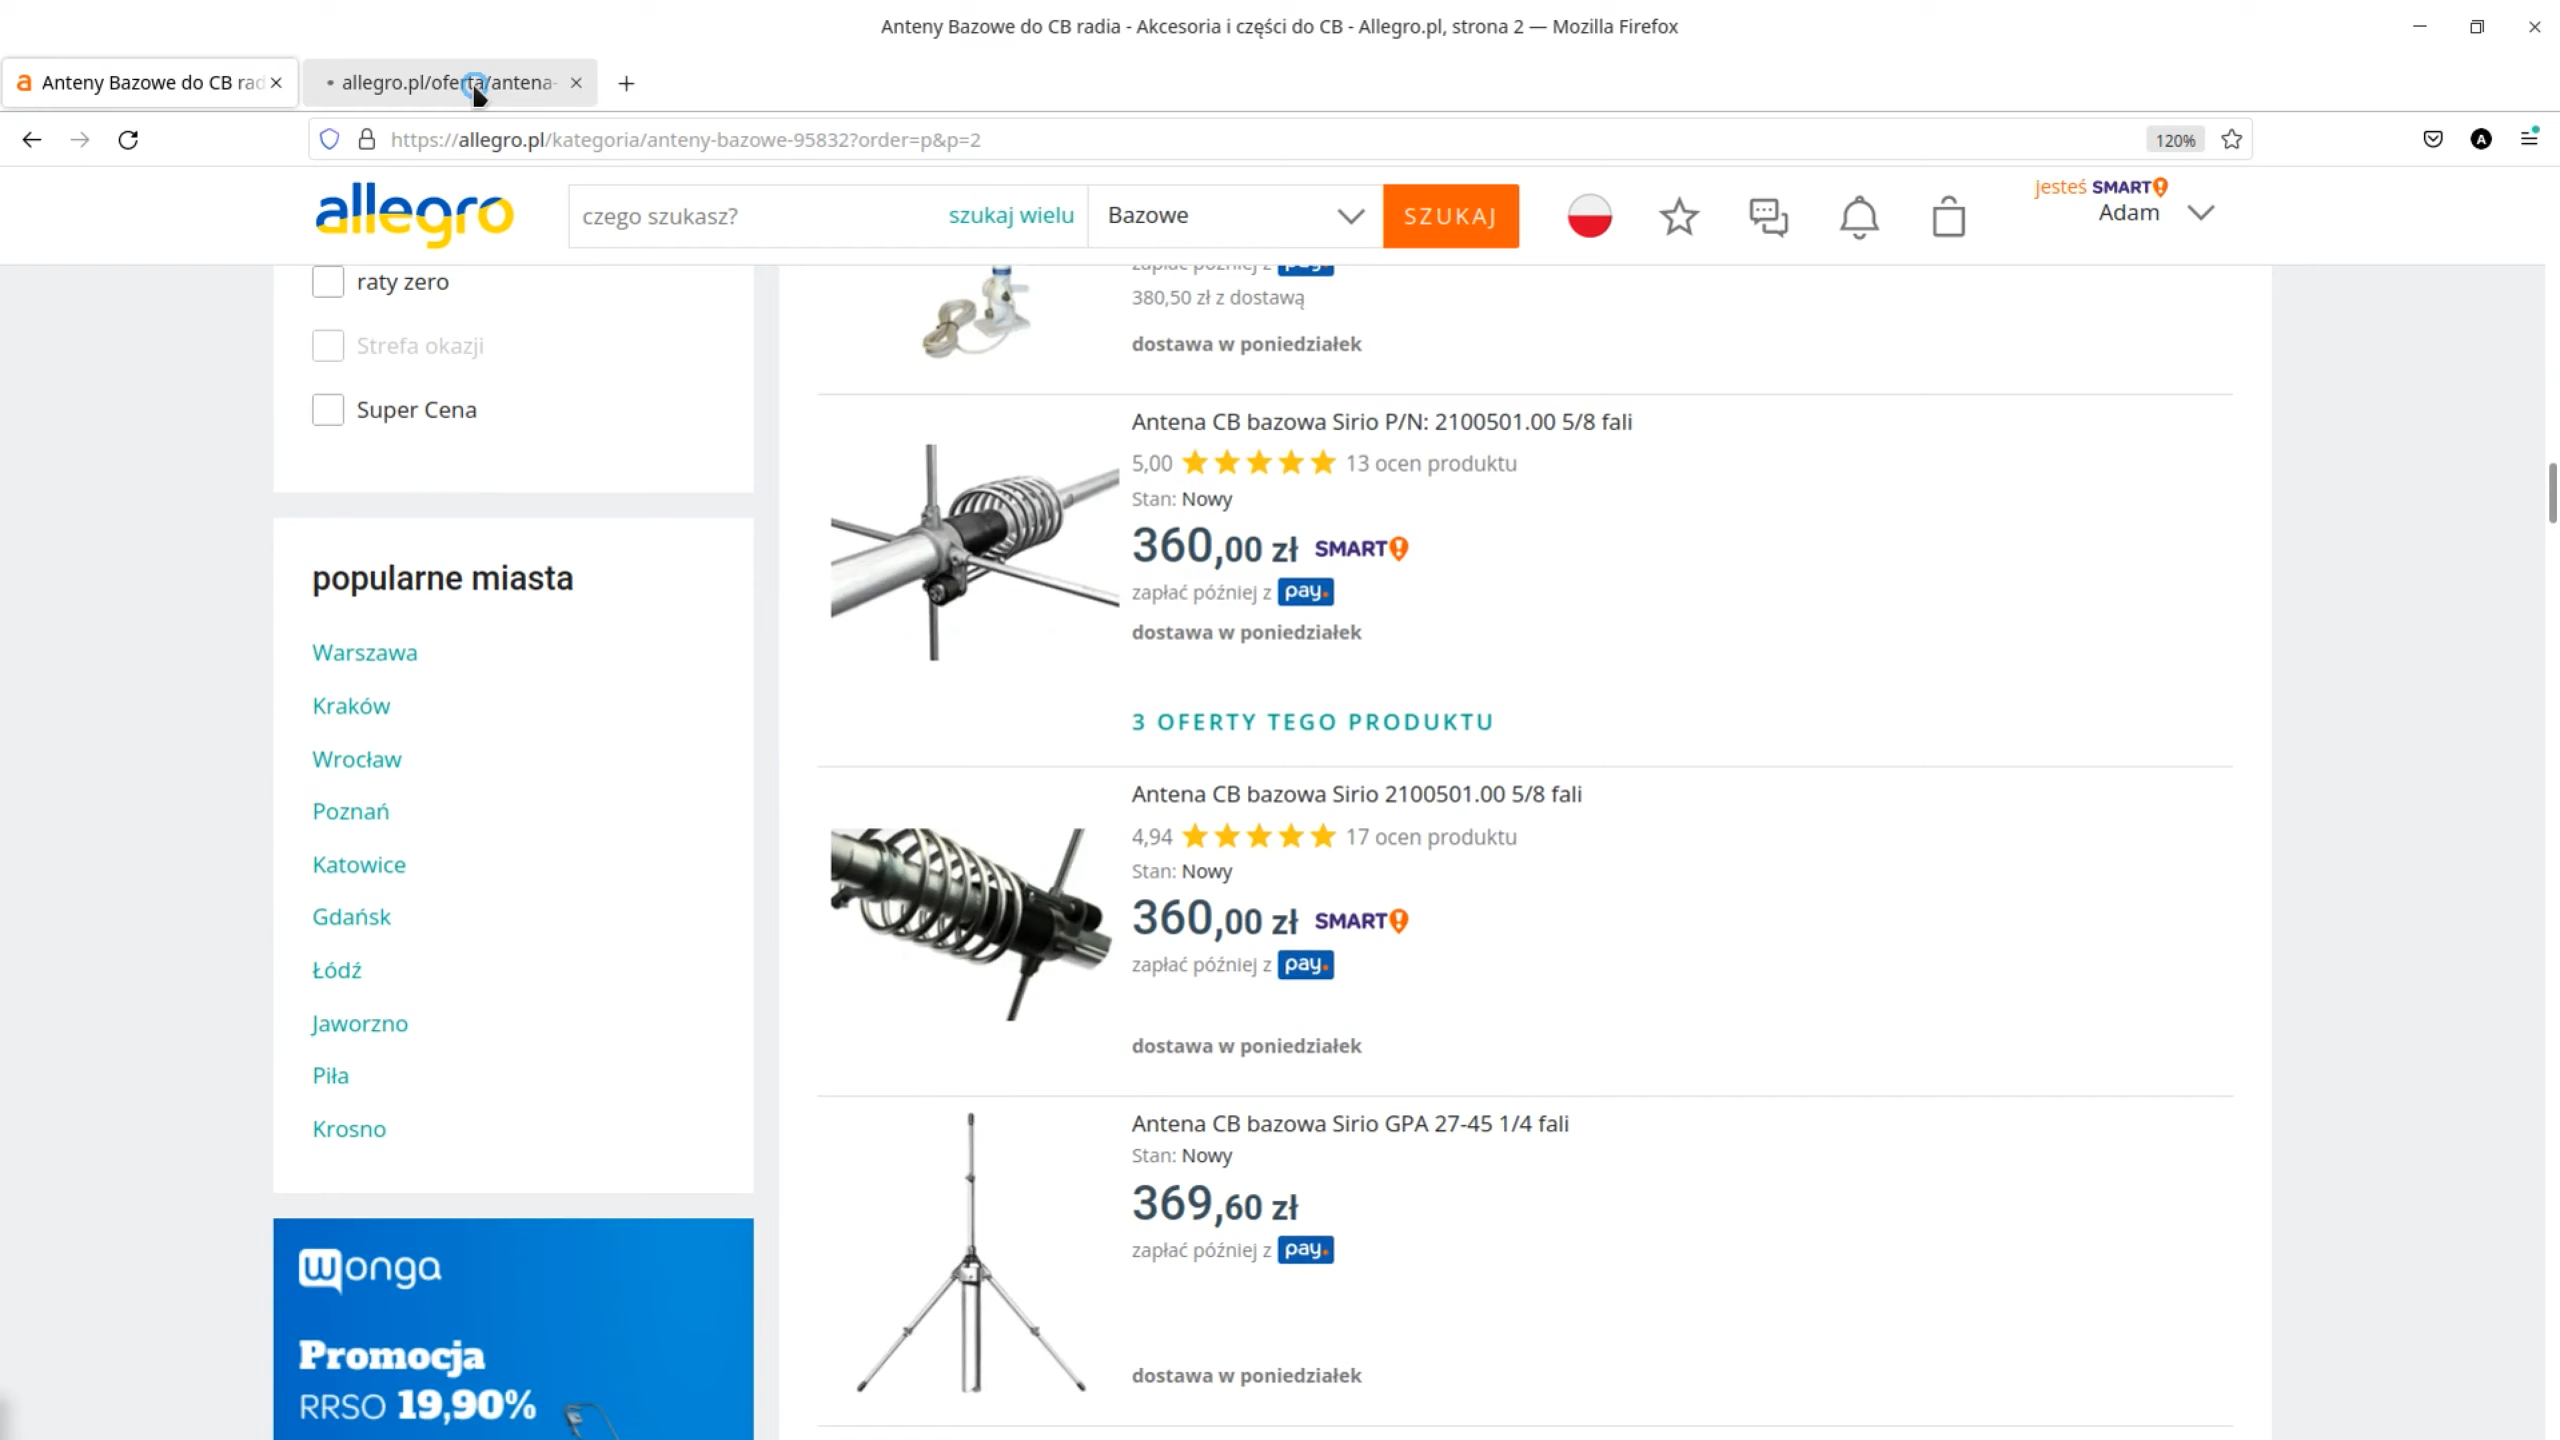 Anteny Bazowe do CB radia - Akcesoria i części do CB - Allegro.pl, strona 2 — Mozilla Firefox
Anteny Bazowe do CB rad
allegro.pl/oferta/antena-
https://allegro.pl/kategoria/anteny-bazowe-95832?order=p&p=2
120%
A
allegro
czego szukasz?
szukaj wielu
Bazowe
SZUKAJ
jesteś SMART!
Adam
raty zero
Strefa okazji
Super Cena
popularne miasta
Warszawa
Kraków
Wrocław
Poznań
Katowice
Gdańsk
Łódź
Jaworzno
Piła
Krosno
wonga
Promocja
RRSO 19,90%
zapłać później z pay.
380,50 zł z dostawą
dostawa w poniedziałek
Antena CB bazowa Sirio P/N: 2100501.00 5/8 fali
5,00 13 ocen produktu
Stan: Nowy
360,00 zł SMART!
zapłać później z pay.
dostawa w poniedziałek
3 OFERTY TEGO PRODUKTU
Antena CB bazowa Sirio 2100501.00 5/8 fali
4,94 17 ocen produktu
Stan: Nowy
360,00 zł SMART!
zapłać później z pay.
dostawa w poniedziałek
Antena CB bazowa Sirio GPA 27-45 1/4 fali
Stan: Nowy
369,60 zł
zapłać później z pay.
dostawa w poniedziałek